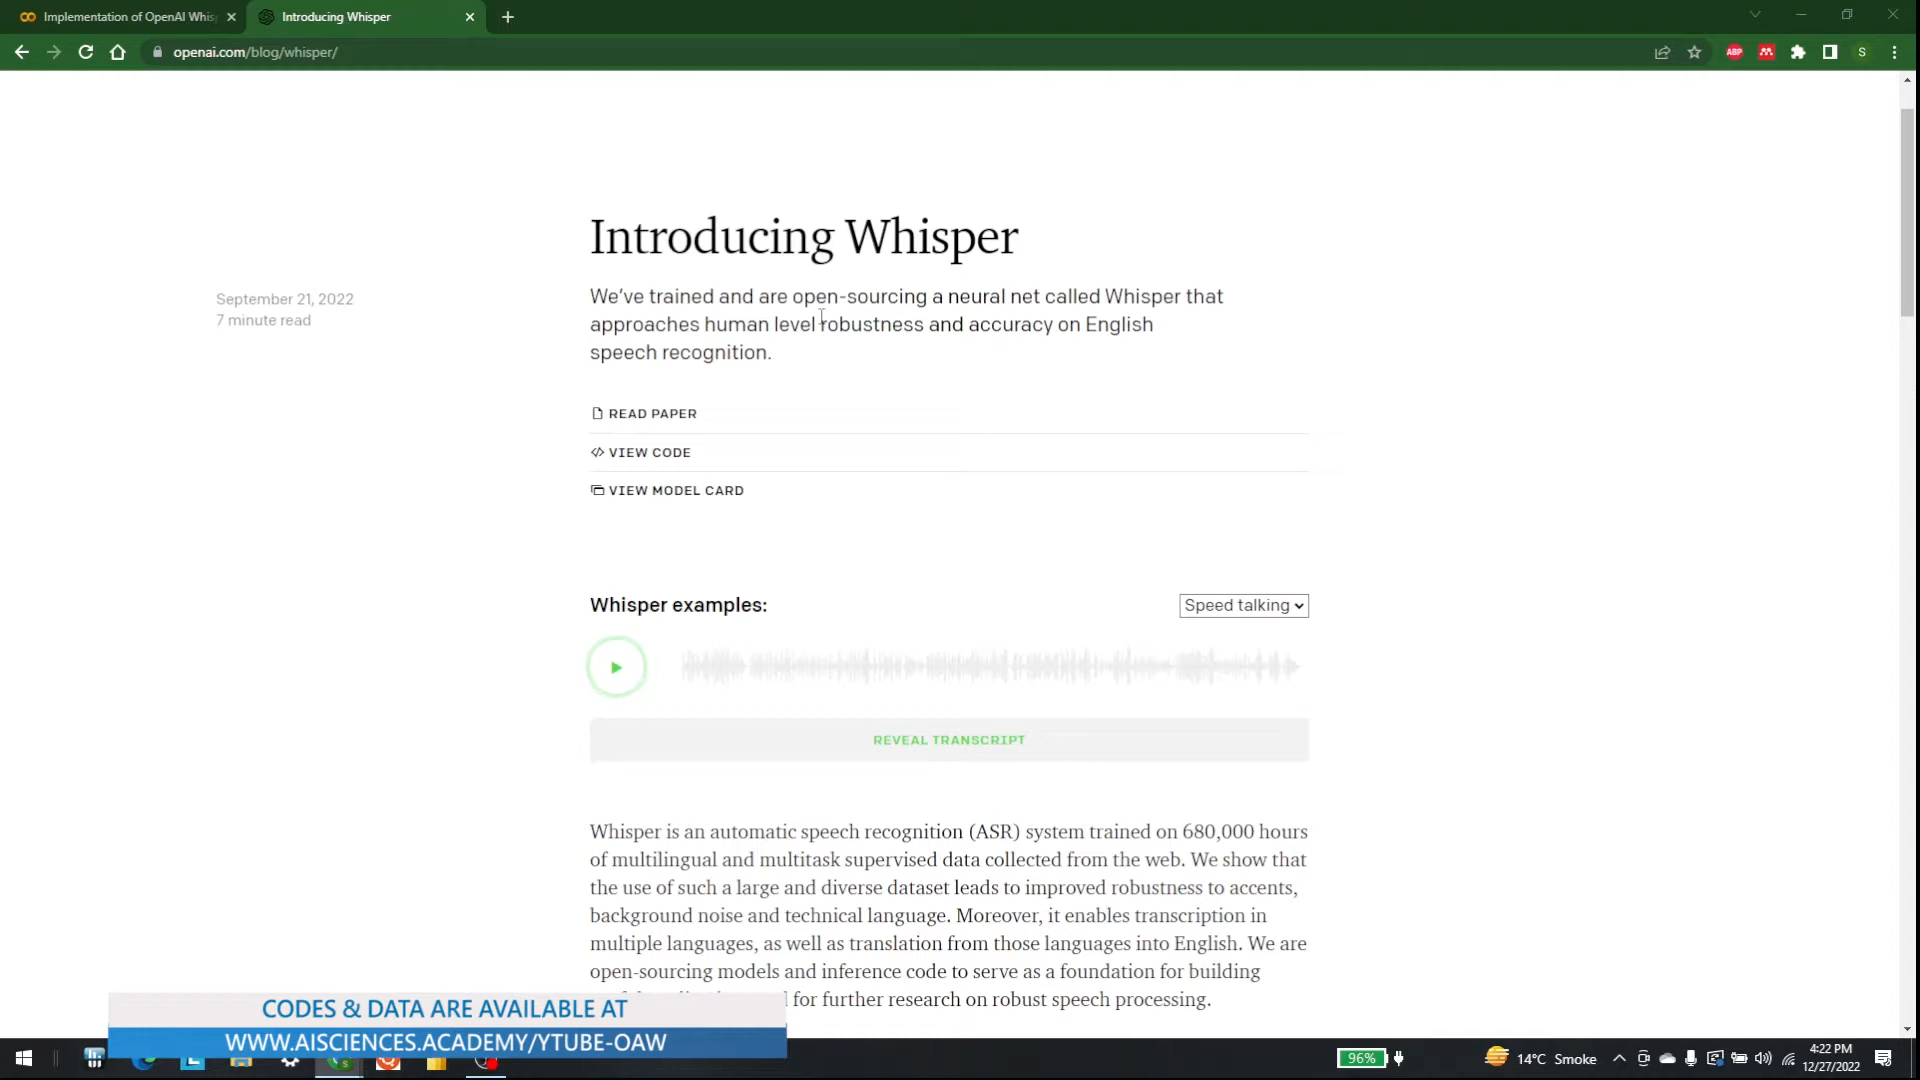 Implementation of OpenAI Whis
Introducing Whisper
openai.com/blog/whisper/
ABP
S
Introducing Whisper
September 21, 2022
7 minute read
We've trained and are open-sourcing a neural net called Whisper that
approaches human level robustness and accuracy on English
speech recognition.
READ PAPER
VIEW CODE
VIEW MODEL CARD
Whisper examples:
Speed talking
REVEAL TRANSCRIPT
Whisper is an automatic speech recognition (ASR) system trained on 680,000 hours
of multilingual and multitask supervised data collected from the web. We show that
the use of such a large and diverse dataset leads to improved robustness to accents,
background noise and technical language. Moreover, it enables transcription in
multiple languages, as well as translation from those languages into English. We are
open-sourcing models and inference code to serve as a foundation for building
for further research on robust speech processing.
CODES & DATA ARE AVAILABLE AT
WWW.AISCIENCES.ACADEMY/YTUBE-OAW
96%
14°C Smoke
4:22 PM
12/27/2022